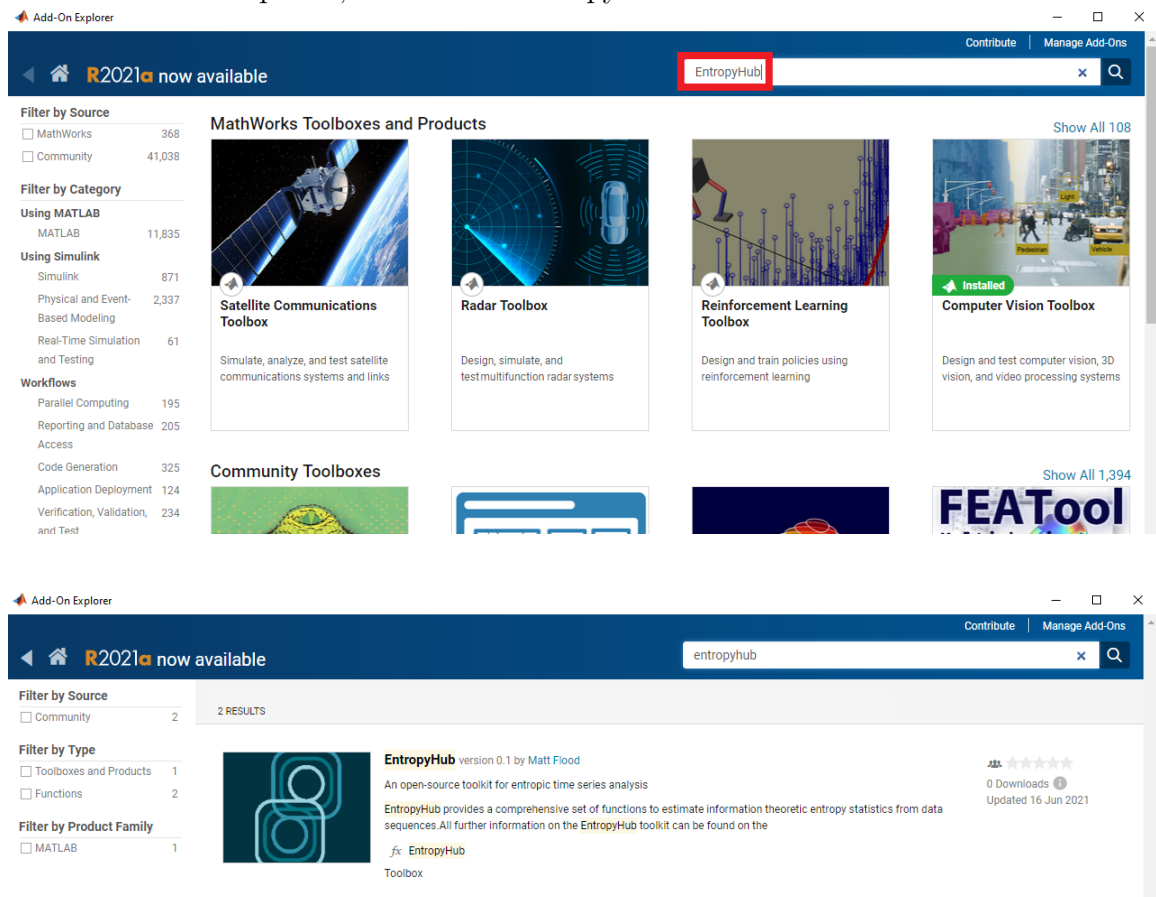 Add-On Explorer
Contribute | Manage Add-Ons
R2021a now available
EntropyHub
Filter by Source
MathWorks 368
Community 41,038
Filter by Category
Using MATLAB
MATLAB 11,835
Using Simulink
Simulink 871
Physical and Event- 2,337
Based Modeling
Real-Time Simulation 61
and Testing
Workflows
Parallel Computing 195
Reporting and Database 205
Access
Code Generation 325
Application Deployment 124
Verification, Validation, 234
and Test
MathWorks Toolboxes and Products
Show All 108
Satellite Communications
Toolbox
Simulate, analyze, and test satellite
communications systems and links
Radar Toolbox
Design, simulate, and
test multifunction radar systems
Reinforcement Learning
Toolbox
Design and train policies using
reinforcement learning
Light
Pedestrian
Vehicle
Installed
Computer Vision Toolbox
Design and test computer vision, 3D
vision, and video processing systems
Community Toolboxes
Show All 1,394
FEATool
Add-On Explorer
Contribute | Manage Add-Ons
R2021a now available
entropyhub
Filter by Source
Community 2
Filter by Type
Toolboxes and Products 1
Functions 2
Filter by Product Family
MATLAB 1
2 RESULTS
EntropyHub version 0.1 by Matt Flood
An open-source toolkit for entropic time series analysis
EntropyHub provides a comprehensive set of functions to estimate information theoretic entropy statistics from data
sequences.All further information on the EntropyHub toolkit can be found on the
fx EntropyHub
Toolbox
0 Downloads
Updated 16 Jun 2021